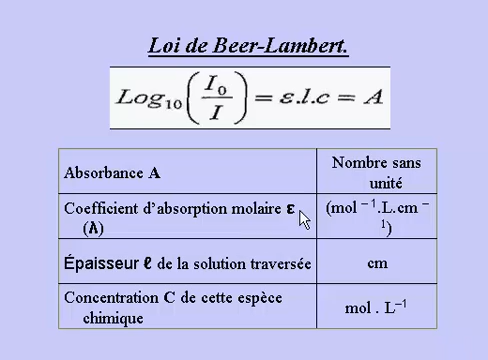 Loi de Beer-Lambert.
Log₁₀(I₀/I) = ε.l.c = A
Absorbance A
Nombre sans
unité
Coefficient d’absorption molaire ε
(λ)
(mol ⁻¹.L.cm ⁻
¹)
Épaisseur ℓ de la solution traversée
cm
Concentration C de cette espèce
chimique
mol . L⁻¹